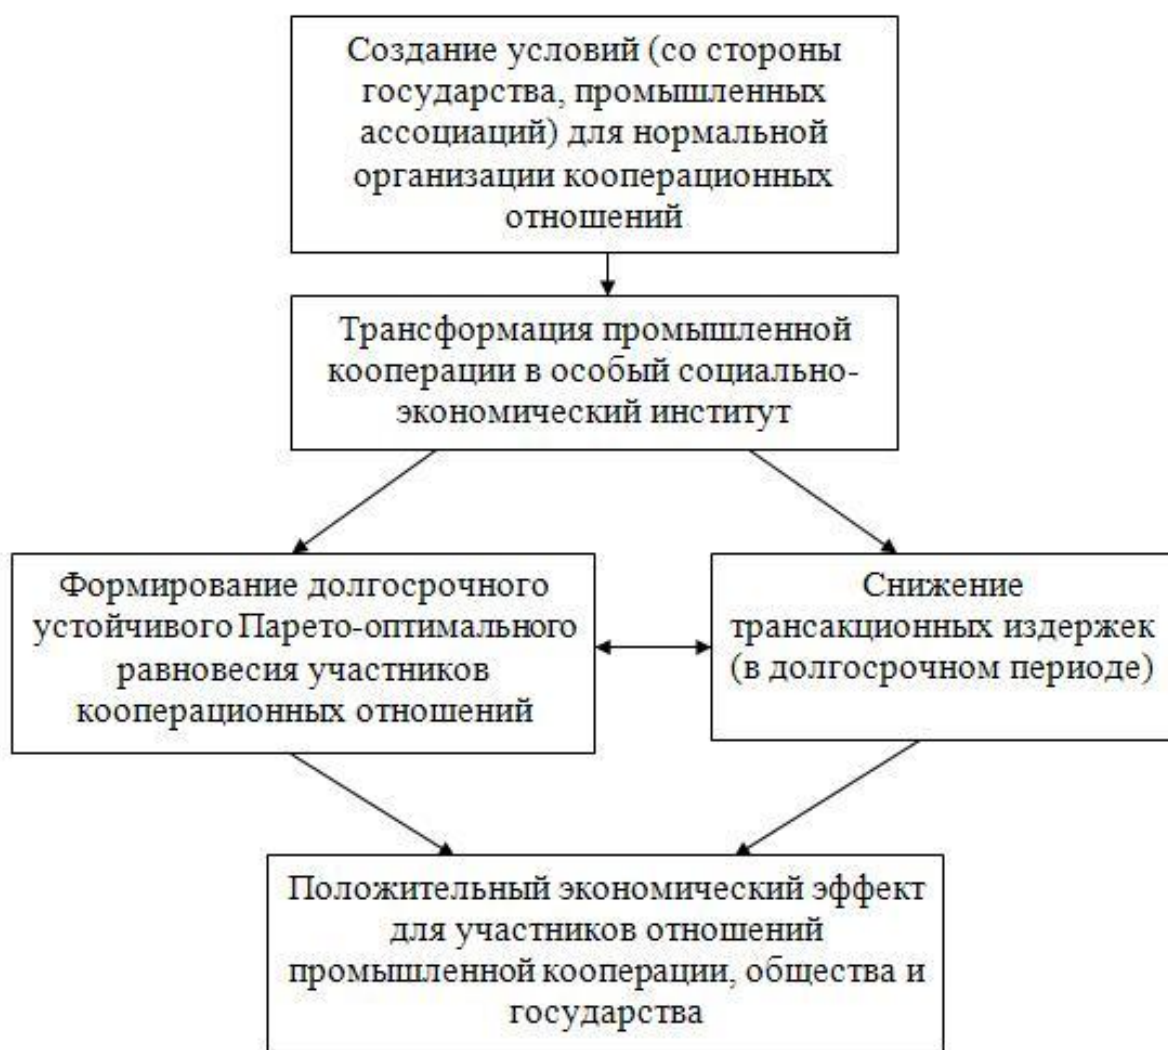 Создание условий (со стороны
государства, промышленных
ассоциаций) для нормальной
организации кооперационных
отношений
Трансформация промышленной
кооперации в особый социально-
экономический институт
Формирование долгосрочного
устойчивого Парето-оптимального
равновесия участников
кооперационных отношений
Снижение
трансакционных издержек
(в долгосрочном периоде)
Положительный экономический эффект
для участников отношений
промышленной кооперации, общества и
государства